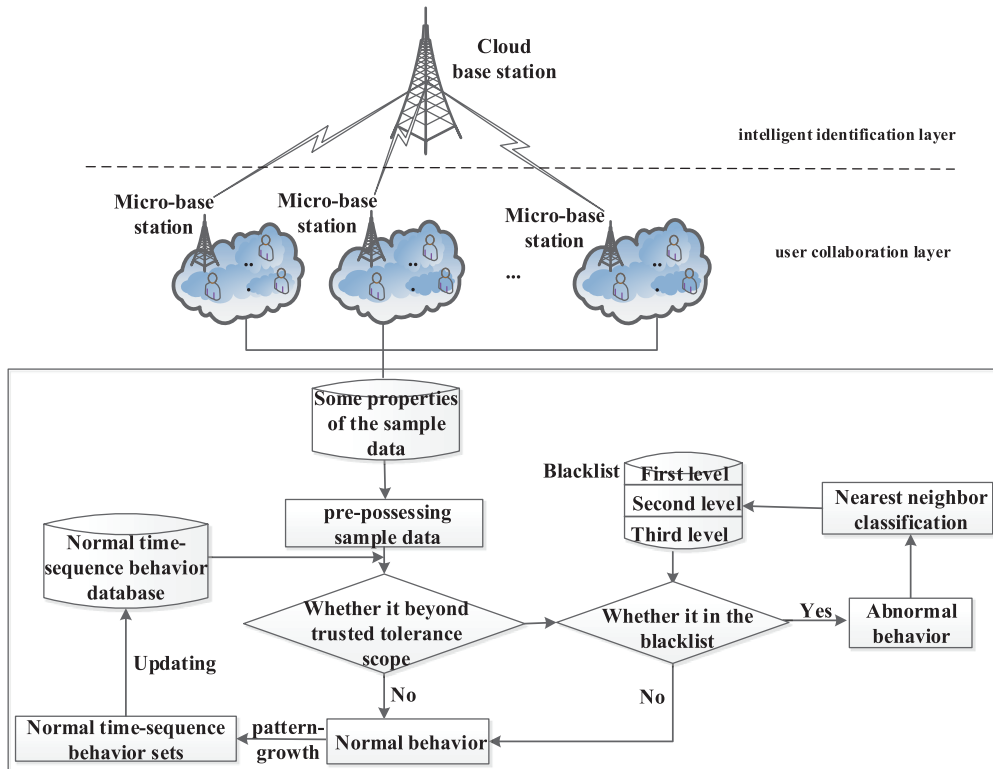 Cloud
base station
intelligent identification layer
Micro-base
station
Micro-base
station
Micro-base
station
...
user collaboration layer
Some properties
of the sample
data
Blacklist
First level
Second level
Third level
Nearest neighbor
classification
pre-possessing
sample data
Normal time-
sequence behavior
database
Whether it beyond
trusted tolerance
scope
Whether it in the
blacklist
Yes
Abnormal
behavior
Updating
No
No
Normal time-sequence
behavior sets
pattern-
growth
Normal behavior